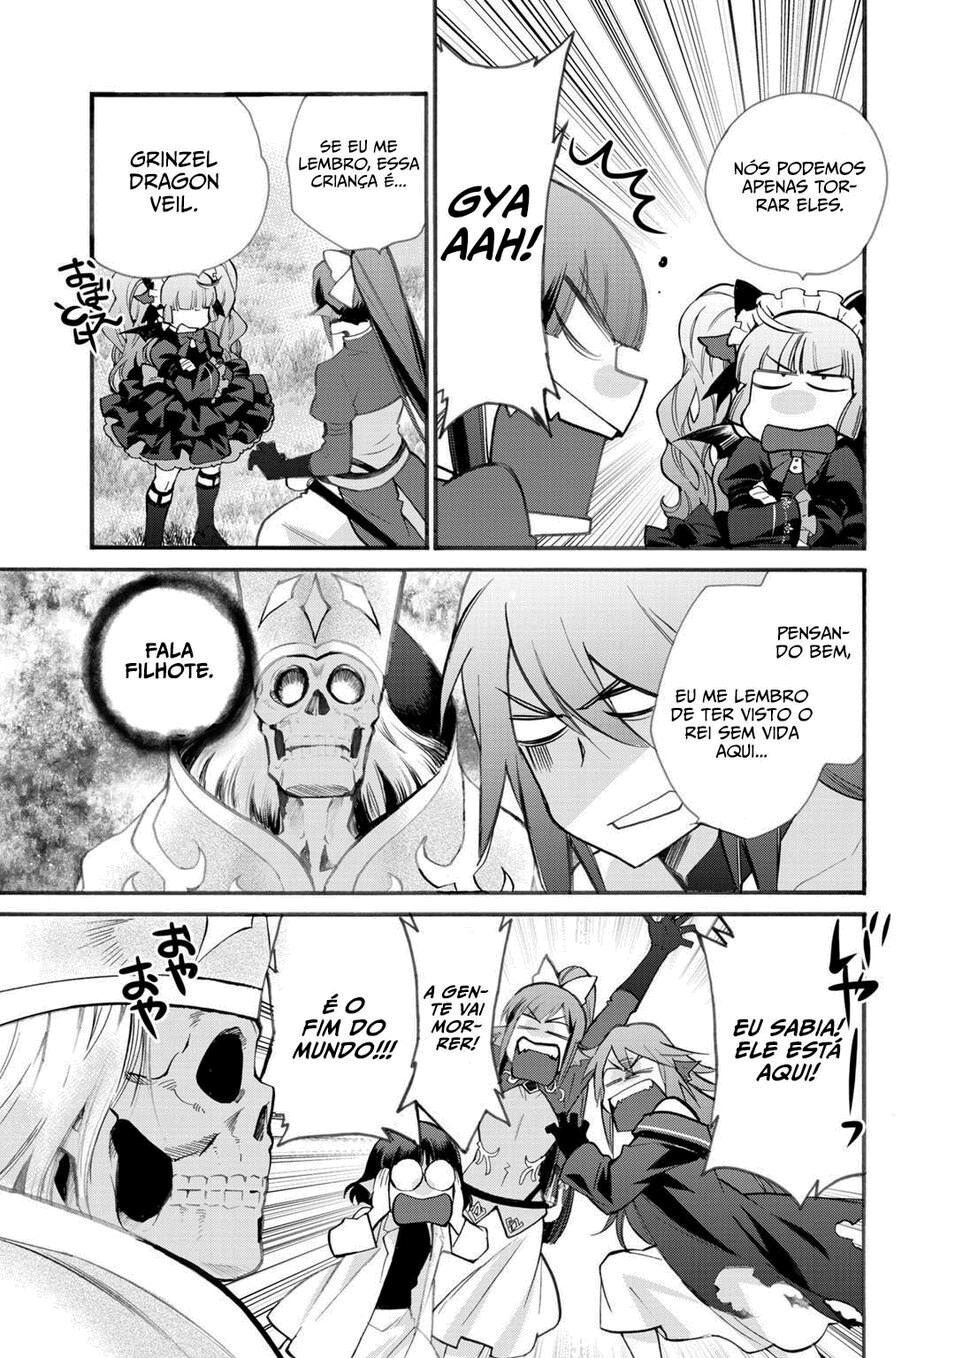 NÓS PODEMOS
APENAS TOR-
RAR ELES.
GYA
AAH!
SE EU ME
LEMBRO, ESSA
CRIANÇA É...
GRINZEL
DRAGON
VEIL.
おぼえ
とけ
PENSAN-
DO BEM,
EU ME LEMBRO
DE TER VISTO O
REI SEM VIDA
AQUI...
FALA
FILHOTE.
EU SABIA!
ELE ESTÁ
AQUI!
A GEN-
TE VAI
MOR-
RER!
É O
FIM DO
MUNDO!!!
おや
おや